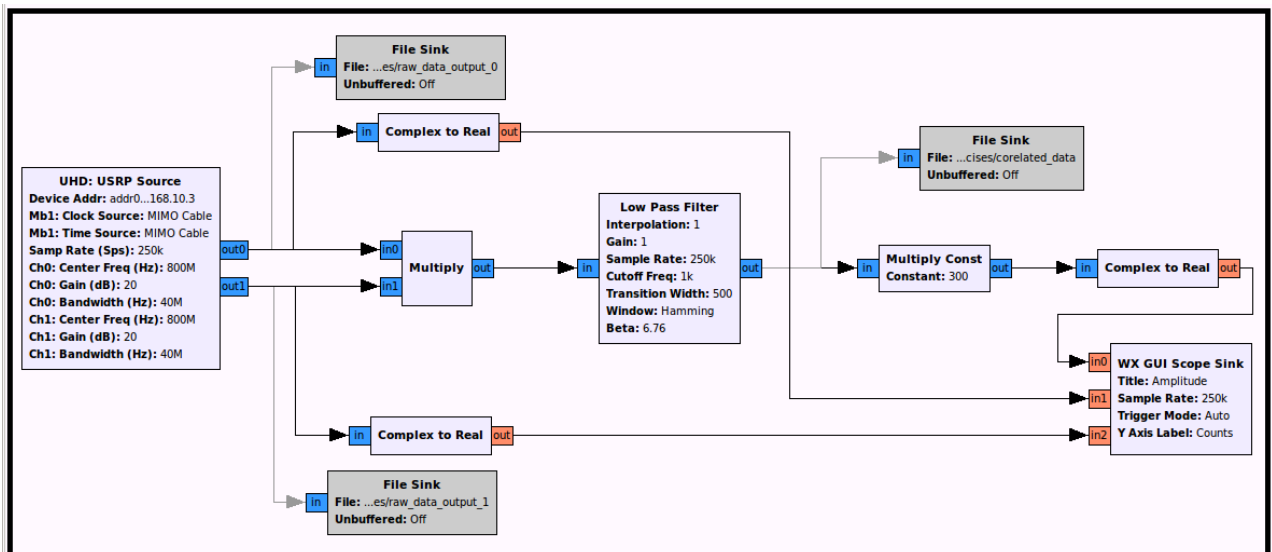 File Sink
in
File: ...es/raw_data_output_0
Unbuffered: Off
in
Complex to Real
out
File Sink
in
File: ...cises/corelated_data
Unbuffered: Off
UHD: USRP Source
Device Addr: addr0...168.10.3
Mb1: Clock Source: MIMO Cable
Mb1: Time Source: MIMO Cable
Samp Rate (Sps): 250k
Ch0: Center Freq (Hz): 800M
Ch0: Gain (dB): 20
Ch0: Bandwidth (Hz): 40M
Ch1: Center Freq (Hz): 800M
Ch1: Gain (dB): 20
Ch1: Bandwidth (Hz): 40M
out0
out1
in0
in1
Multiply
out
in
Low Pass Filter
Interpolation: 1
Gain: 1
Sample Rate: 250k
Cutoff Freq: 1k
Transition Width: 500
Window: Hamming
Beta: 6.76
out
in
Multiply Const
Constant: 300
out
in
Complex to Real
out
in0
in1
in2
WX GUI Scope Sink
Title: Amplitude
Sample Rate: 250k
Trigger Mode: Auto
Y Axis Label: Counts
in
Complex to Real
out
File Sink
in
File: ...es/raw_data_output_1
Unbuffered: Off